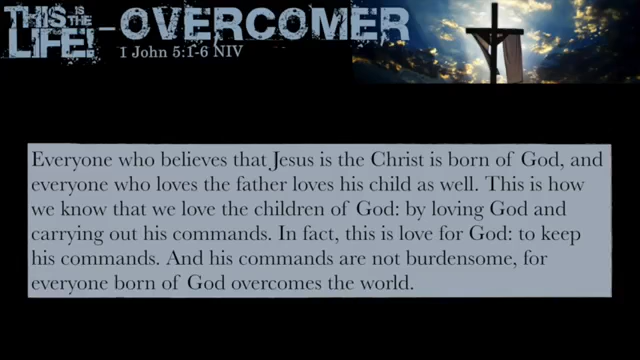 THIS IS THE LIFE! - OVERCOMER
1 John 5:1-6 NIV
Everyone who believes that Jesus is the Christ is born of God, and
everyone who loves the father loves his child as well. This is how
we know that we love the children of God: by loving God and
carrying out his commands. In fact, this is love for God: to keep
his commands. And his commands are not burdensome, for
everyone born of God overcomes the world.